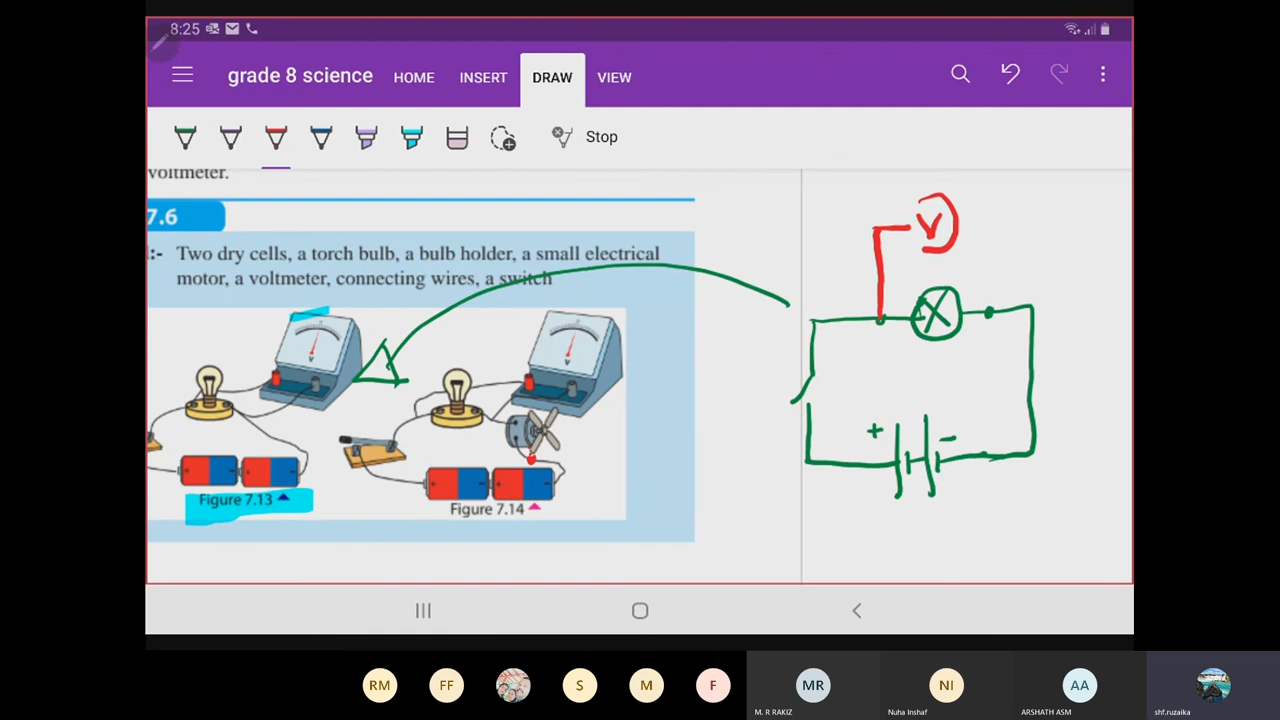 8:25
grade 8 science HOME INSERT DRAW VIEW
Stop
voltmeter.
7.6
:- Two dry cells, a torch bulb, a bulb holder, a small electrical
motor, a voltmeter, connecting wires, a switch
V
V
V
X
+ -
Figure 7.13
Figure 7.14
RM FF S M F MR NI AA
M. R RAKIZ Nuha Inshaf ARSHATH ASM shf.ruzaika